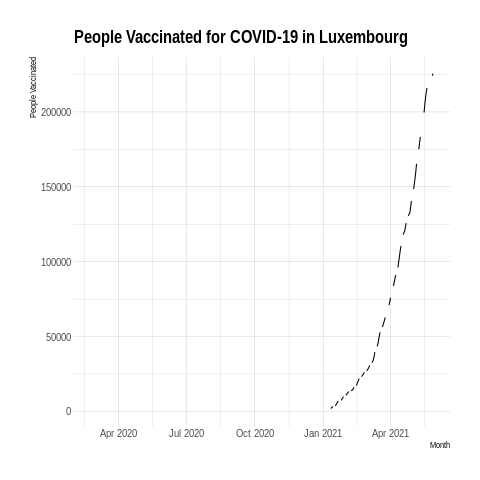 People Vaccinated for COVID-19 in Luxembourg
People Vaccinated
200000
150000
100000
50000
0
Apr 2020 Jul 2020 Oct 2020 Jan 2021 Apr 2021
Month